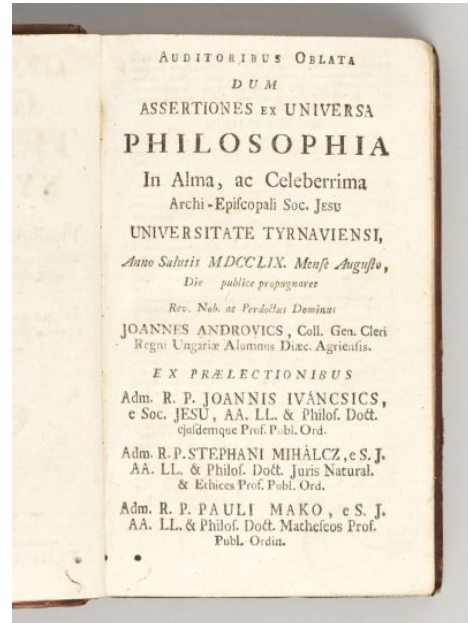 AUDITORIBUS OBLATA
DUM
ASSERTIONES EX UNIVERSA
PHILOSOPHIA
In Alma, ac Celeberrima
Archi-Epiſcopali Soc. JESU
UNIVERSITATE TYRNAVIENSI,
Anno Salutis MDCCLIX. Menſe Auguſto,
Die publice propugnaret
Rev. Nob. ac Perdoctus Dominus
JOANNES ANDROVICS, Coll. Gen. Cleri
Regni Ungariæ Alumnus Diœc. Agrienſis.
EX PRÆLECTIONIBUS
Adm. R. P. JOANNIS IVÁNCSICS,
e Soc. JESU, AA. LL. & Philoſ. Doct.
ejuſdemque Prof. Publ. Ord.
Adm. R. P. STEPHANI MIHÁLCZ, e S. J.
AA. LL. & Philoſ. Doct. Juris Natural.
& Ethices Prof. Publ. Ord.
Adm. R. P. PAULI MAKO, e S. J.
AA. LL. & Philoſ. Doct. Matheſeos Prof.
Publ. Ordin.